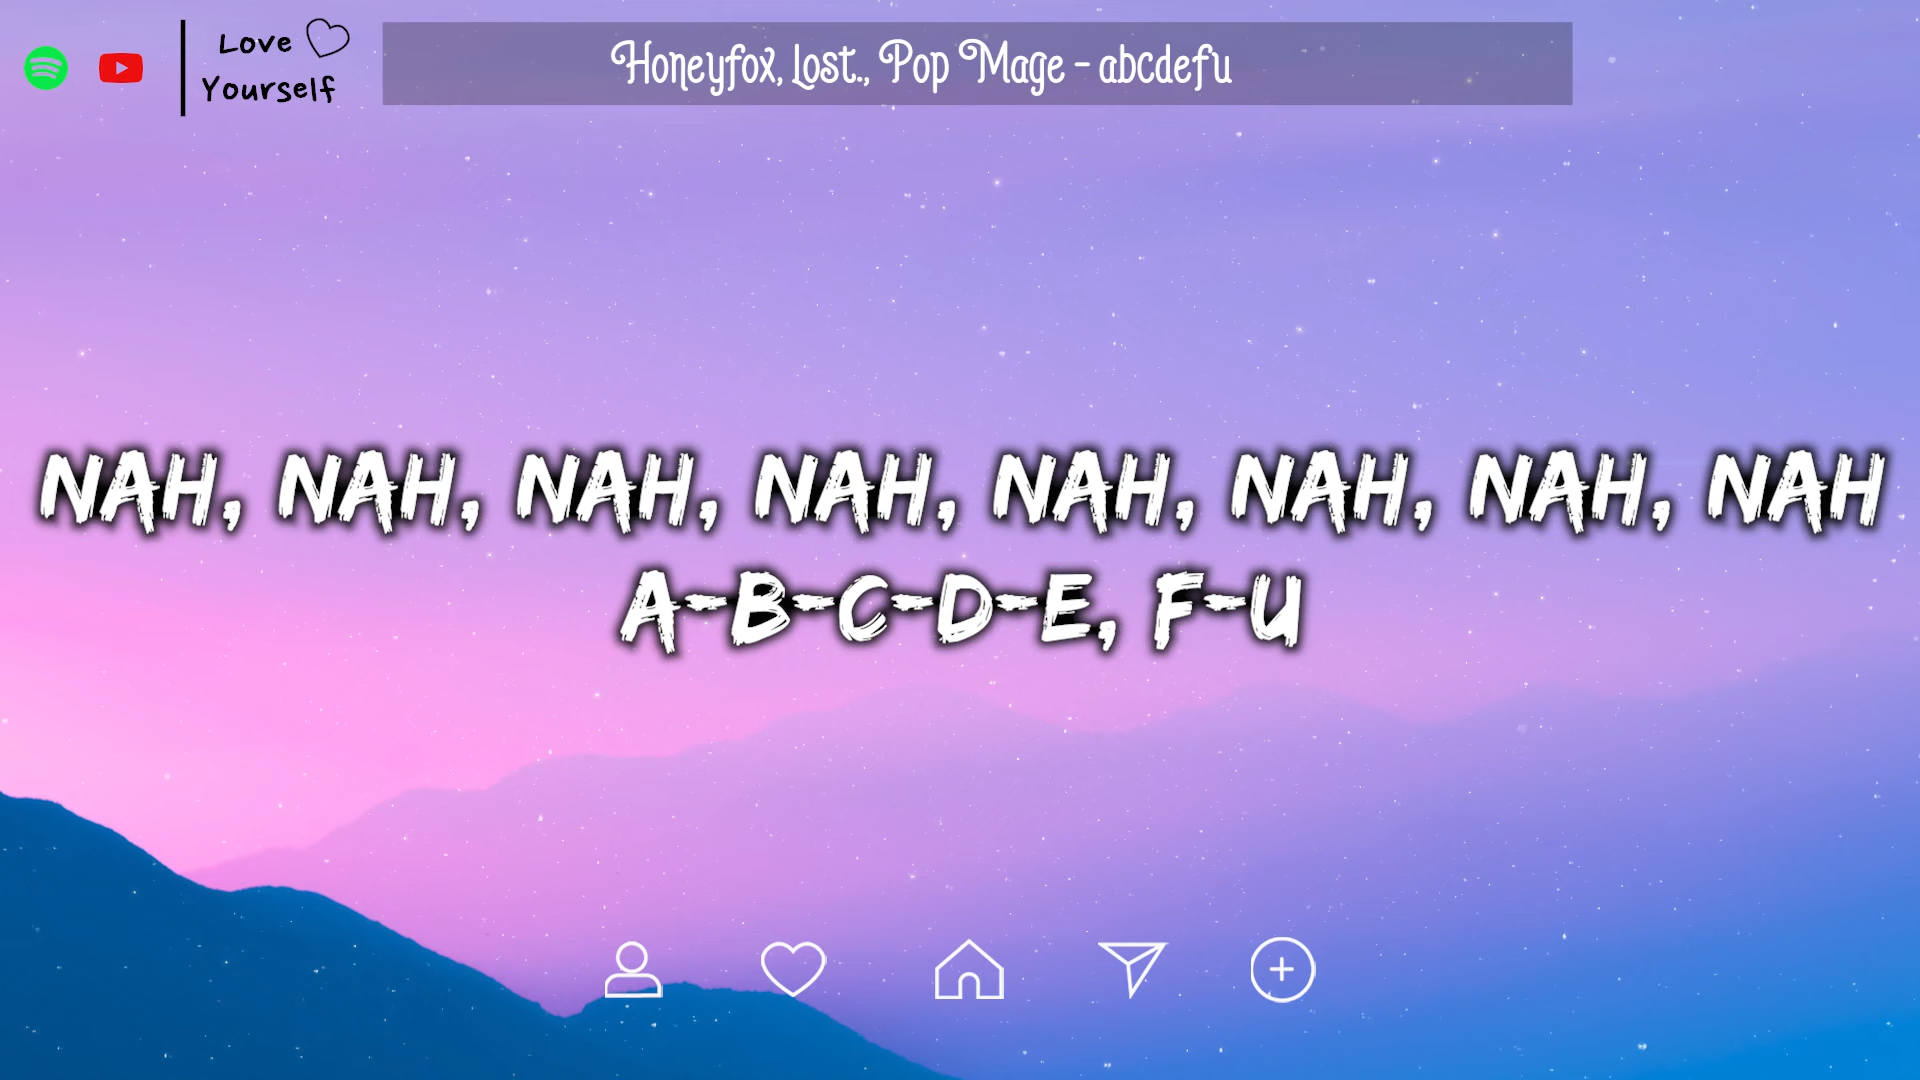 Love
Yourself
Honeyfox, Lost., Pop Mage - abcdefu
NAH, NAH, NAH, NAH, NAH, NAH, NAH, NAH
A-B-C-D-E, F-U